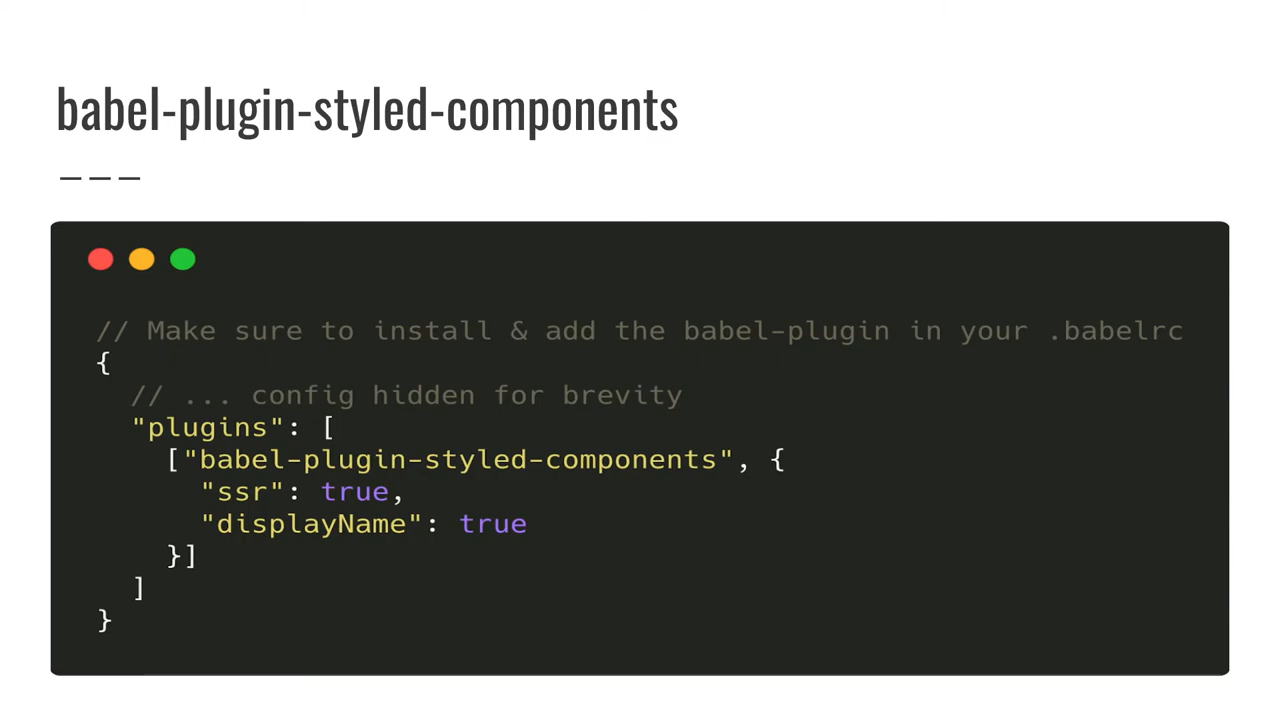 babel-plugin-styled-components
// Make sure to install & add the babel-plugin in your .babelrc
{
// ... config hidden for brevity
"plugins": [
["babel-plugin-styled-components", {
"ssr": true,
"displayName": true
}]
]
}